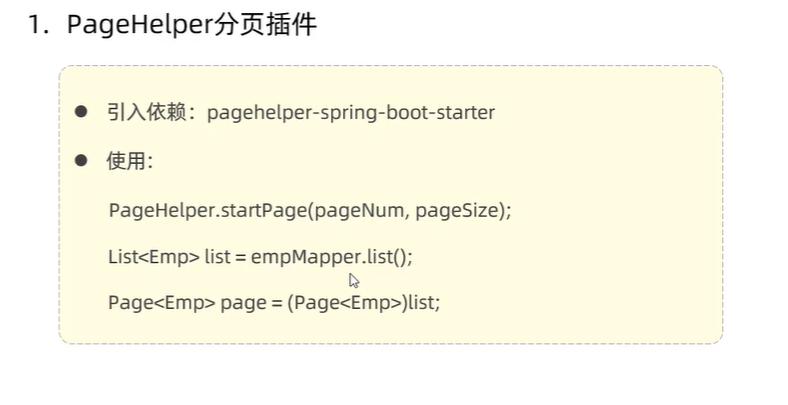 1. PageHelper分页插件
● 引入依赖：pagehelper-spring-boot-starter
● 使用：
PageHelper.startPage(pageNum, pageSize);
List<Emp> list = empMapper.list();
Page<Emp> page = (Page<Emp>)list;